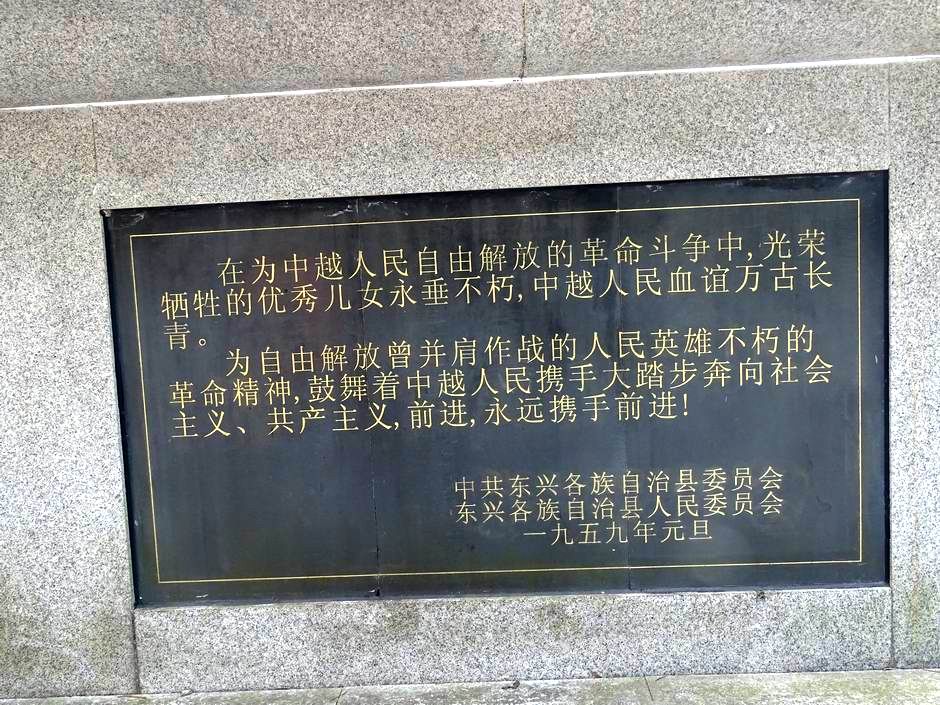 在为中越人民自由解放的革命斗争中,光荣
牺牲的优秀儿女永垂不朽,中越人民血谊万古长
青。
为自由解放曾并肩作战的人民英雄不朽的
革命精神,鼓舞着中越人民携手大踏步奔向社会
主义、共产主义,前进,永远携手前进!
中共东兴各族自治县委员会
东兴各族自治县人民委员会
一九五九年元旦